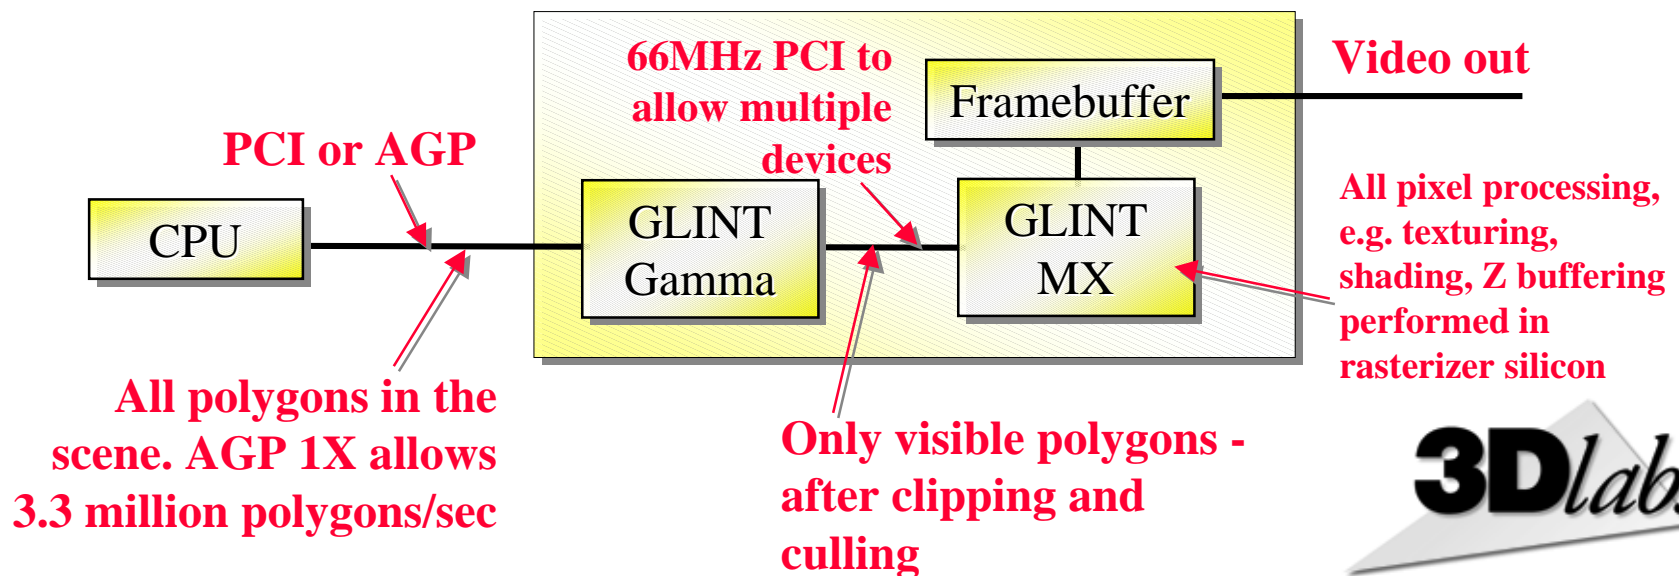 66MHz PCI to
allow multiple
devices
Video out
Framebuffer
PCI or AGP
CPU
GLINT
Gamma
GLINT
MX
All pixel processing,
e.g. texturing,
shading, Z buffering
performed in
rasterizer silicon
All polygons in the
scene. AGP 1X allows
3.3 million polygons/sec
Only visible polygons -
after clipping and
culling
3Dlabs